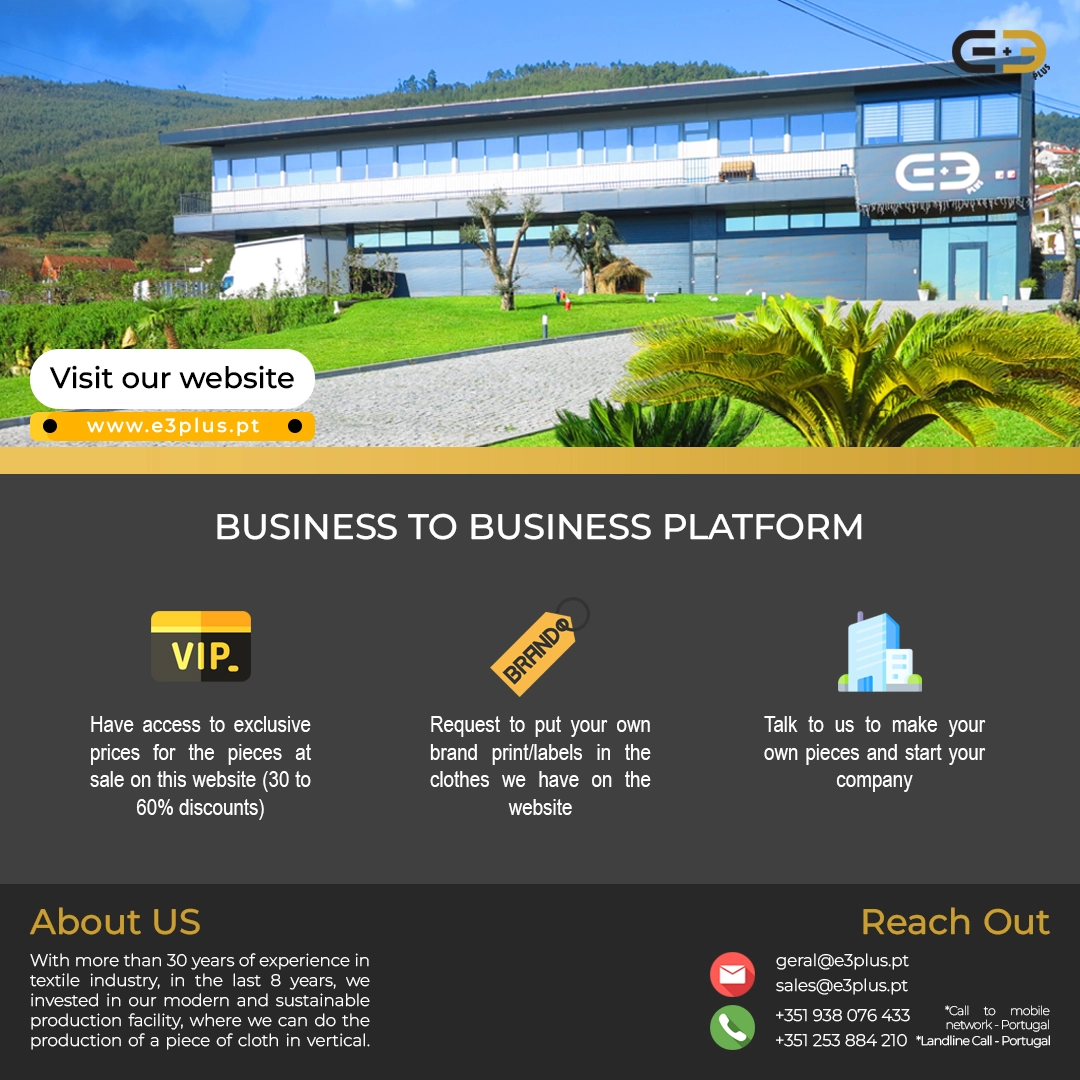 E+3
PLUS
E+3
PLUS
Visit our website
www.e3plus.pt
BUSINESS TO BUSINESS PLATFORM
VIP
BRAND
Have access to exclusive
prices for the pieces at
sale on this website (30 to
60% discounts)
Request to put your own
brand print/labels in the
clothes we have on the
website
Talk to us to make your
own pieces and start your
company
About US
With more than 30 years of experience in
textile industry, in the last 8 years, we
invested in our modern and sustainable
production facility, where we can do the
production of a piece of cloth in vertical.
Reach Out
geral@e3plus.pt
sales@e3plus.pt
+351 938 076 433
*Call to mobile
network - Portugal
+351 253 884 210 *Landline Call - Portugal